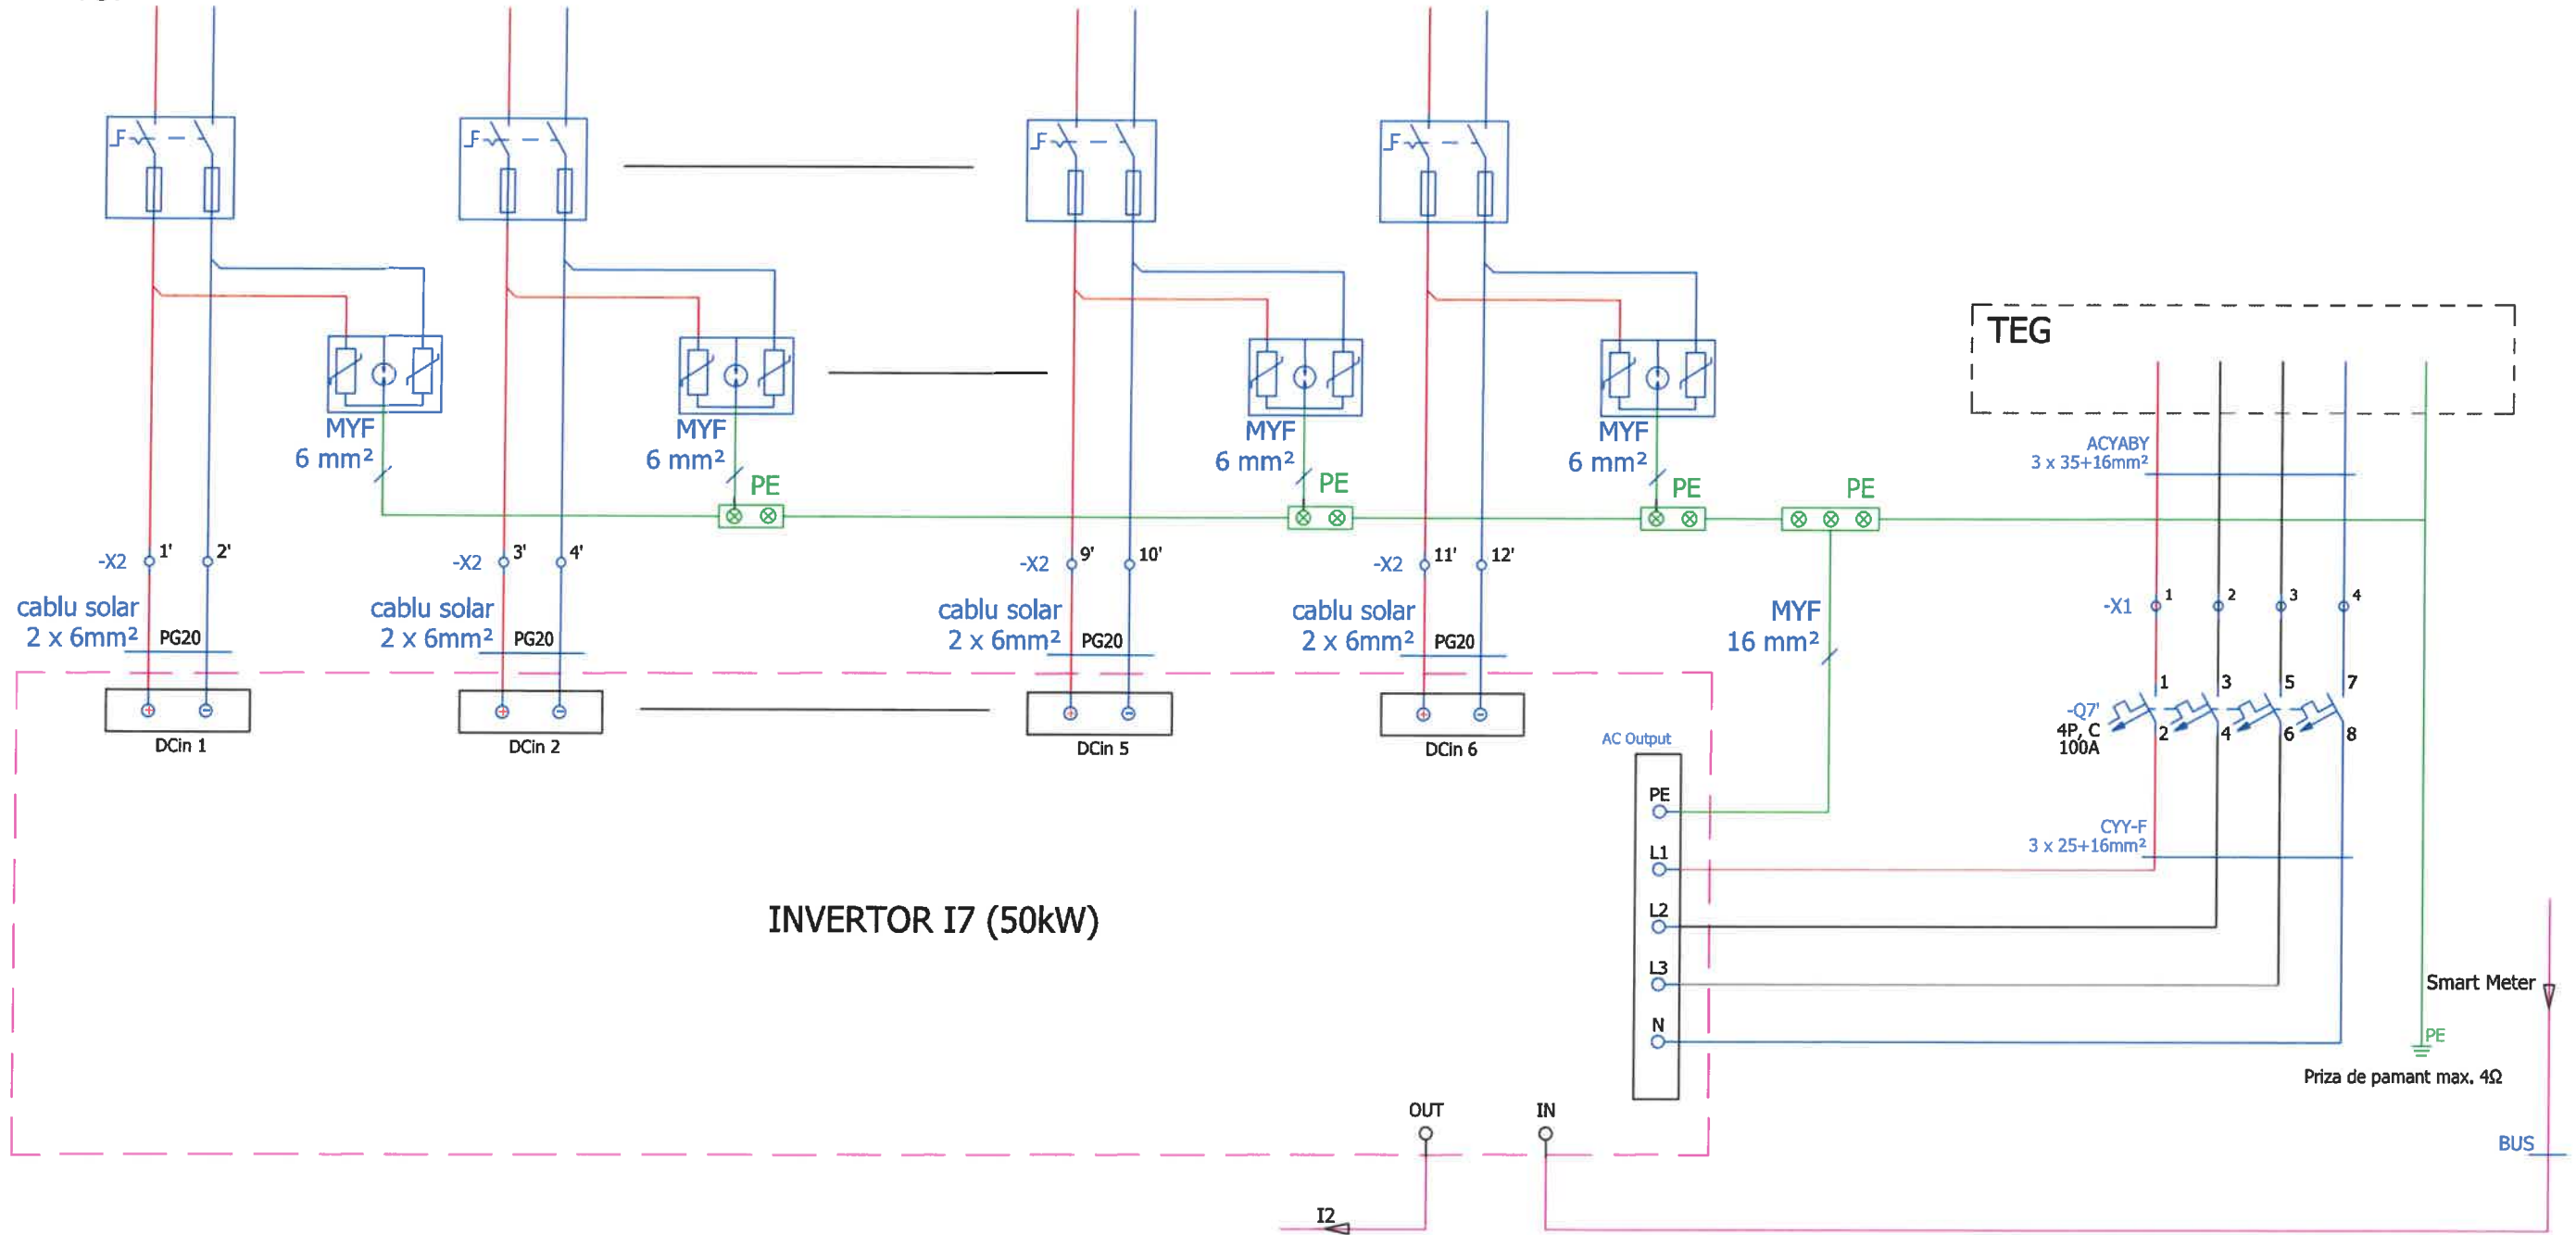 TEG
ACYABY
3 x 35+16mm²
MYF
6 mm²
MYF
6 mm²
MYF
6 mm²
MYF
6 mm²
PE
PE
PE
PE
-X2
1'
2'
-X2
3'
4'
-X2
9'
10'
-X2
11'
12'
-X1
1
2
3
4
cablu solar
2 x 6mm²
PG20
cablu solar
2 x 6mm²
PG20
cablu solar
2 x 6mm²
PG20
cablu solar
2 x 6mm²
PG20
MYF
16 mm²
1
3
5
7
-Q7'
4P, C
100A
2
4
6
8
DCin 1
DCin 2
DCin 5
DCin 6
AC Output
PE
L1
L2
L3
N
CYY-F
3 x 25+16mm²
INVERTOR I7 (50kW)
Smart Meter
PE
Priza de pamant max. 4Ω
OUT
IN
BUS
I2